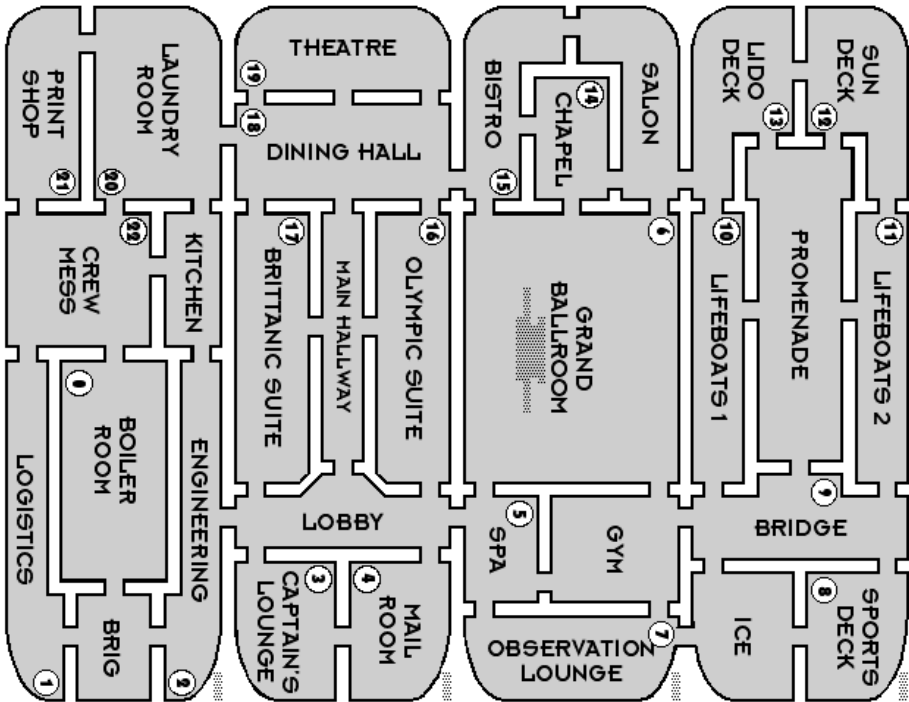 THEATRE
19
18
DINING HALL
LAUNDRY
ROOM
PRINT
SHOP
20
21
22
CREW
MESS
KITCHEN
17
16
BRITTANIC SUITE
MAIN HALLWAY
OLYMPIC SUITE
BISTRO
14
CHAPEL
SALON
15
6
GRAND
BALLROOM
LIDO
DECK
SUN
DECK
13
12
10
11
PROMENADE
LIFEBOATS 1
LIFEBOATS 2
0
BOILER
ROOM
LOGISTICS
ENGINEERING
BRIG
1
2
LOBBY
3
4
CAPTAIN'S
LOUNGE
MAIL
ROOM
5
SPA
GYM
7
OBSERVATION
LOUNGE
9
BRIDGE
8
ICE
SPORTS
DECK